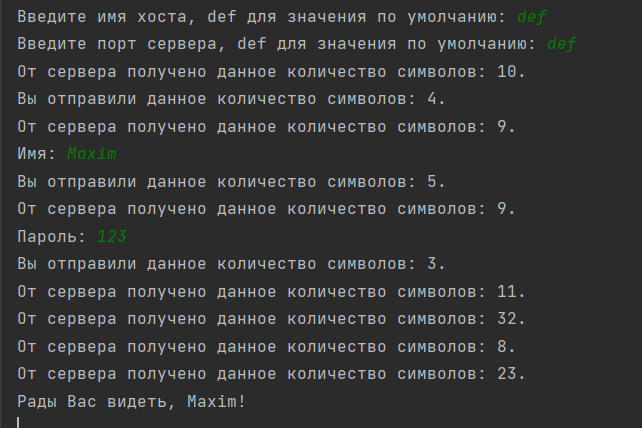 Введите имя хоста, def для значения по умолчанию: def
Введите порт сервера, def для значения по умолчанию: def
От сервера получено данное количество символов: 10.
Вы отправили данное количество символов: 4.
От сервера получено данное количество символов: 9.
Имя: Maxim
Вы отправили данное количество символов: 5.
От сервера получено данное количество символов: 9.
Пароль: 123
Вы отправили данное количество символов: 3.
От сервера получено данное количество символов: 11.
От сервера получено данное количество символов: 32.
От сервера получено данное количество символов: 8.
От сервера получено данное количество символов: 23.
Рады Вас видеть, Maxim!